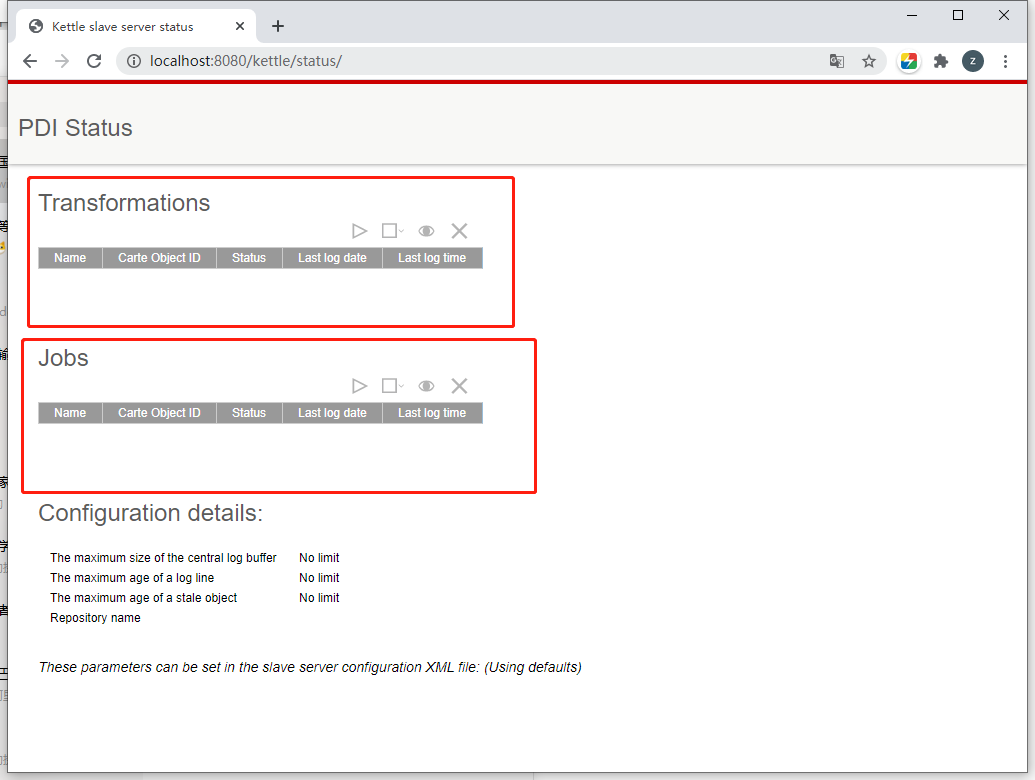 Kettle slave server status
localhost:8080/kettle/status/
Z
PDI Status
Transformations
Name Carte Object ID Status Last log date Last log time
Jobs
Name Carte Object ID Status Last log date Last log time
Configuration details:
The maximum size of the central log buffer No limit
The maximum age of a log line No limit
The maximum age of a stale object No limit
Repository name
These parameters can be set in the slave server configuration XML file: (Using defaults)